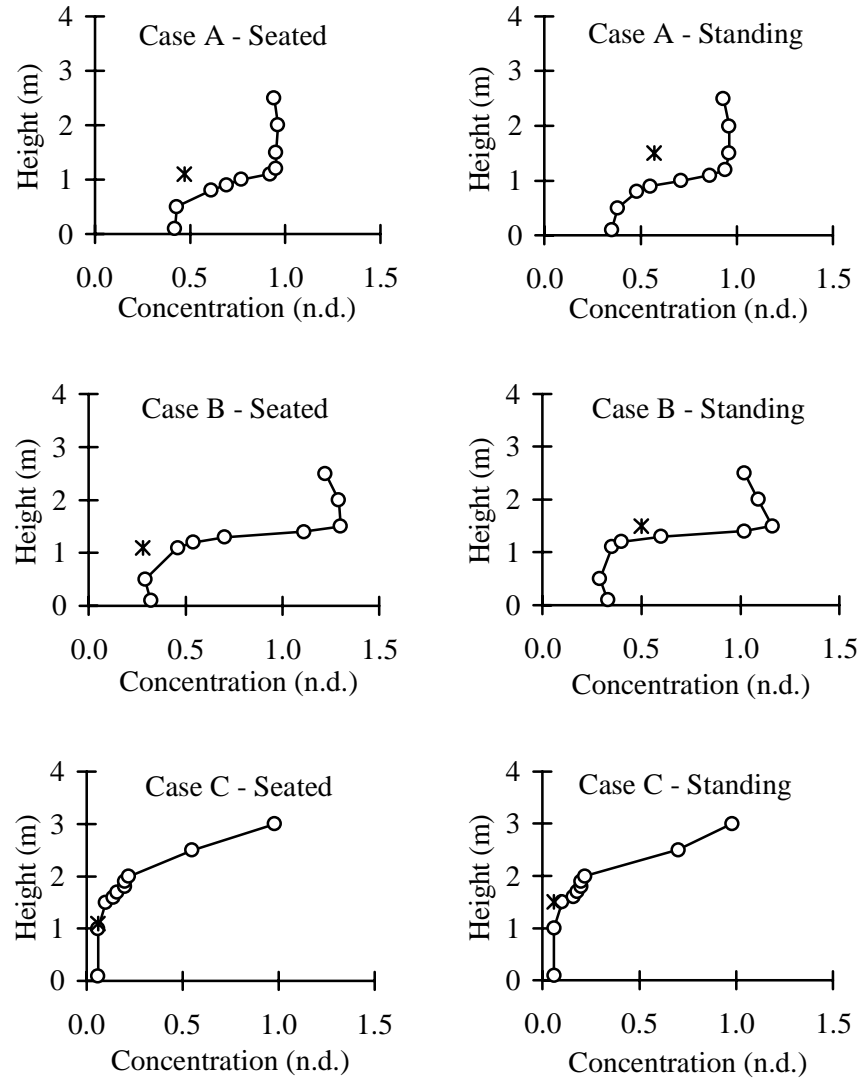 Case A - Seated
Height (m)
4
3
2
1
0
0.0 0.5 1.0 1.5
Concentration (n.d.)
Case A - Standing
Height (m)
4
3
2
1
0
0.0 0.5 1.0 1.5
Concentration (n.d.)
Case B - Seated
Height (m)
4
3
2
1
0
0.0 0.5 1.0 1.5
Concentration (n.d.)
Case B - Standing
Height (m)
4
3
2
1
0
0.0 0.5 1.0 1.5
Concentration (n.d.)
Case C - Seated
Height (m)
4
3
2
1
0
0.0 0.5 1.0 1.5
Concentration (n.d.)
Case C - Standing
Height (m)
4
3
2
1
0
0.0 0.5 1.0 1.5
Concentration (n.d.)